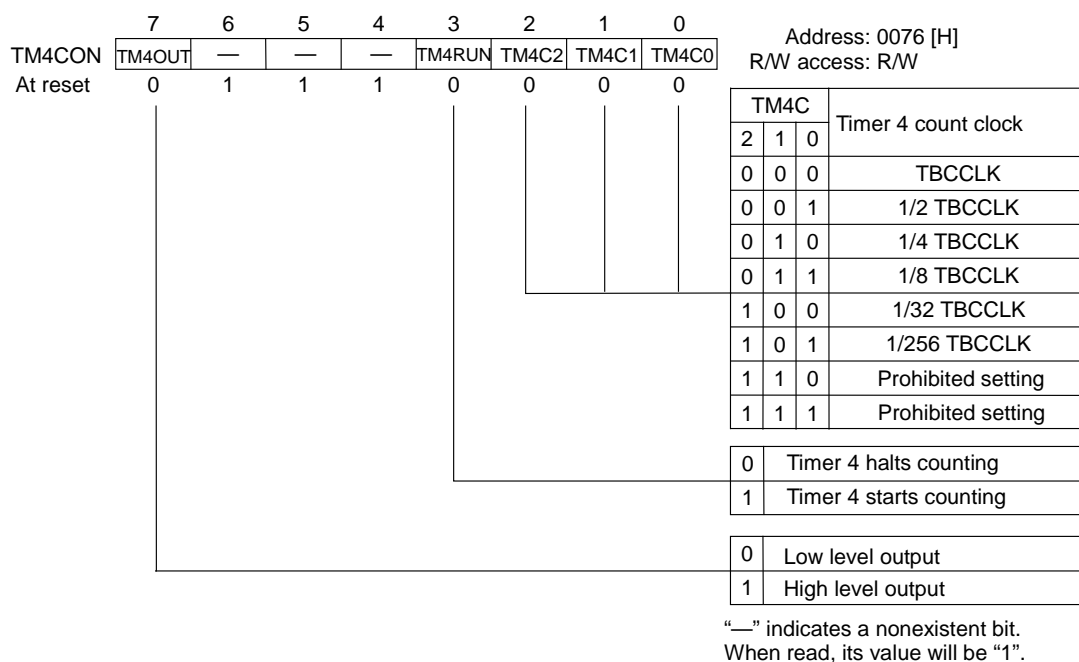 7 6 5 4 3 2 1 0
TM4CON TM4OUT — — — TM4RUN TM4C2 TM4C1 TM4C0
At reset 0 1 1 1 0 0 0 0
Address: 0076 [H]
R/W access: R/W
TM4C Timer 4 count clock
2 1 0
0 0 0 TBCCLK
0 0 1 1/2 TBCCLK
0 1 0 1/4 TBCCLK
0 1 1 1/8 TBCCLK
1 0 0 1/32 TBCCLK
1 0 1 1/256 TBCCLK
1 1 0 Prohibited setting
1 1 1 Prohibited setting
0 Timer 4 halts counting
1 Timer 4 starts counting
0 Low level output
1 High level output
“—” indicates a nonexistent bit.
When read, its value will be “1”.